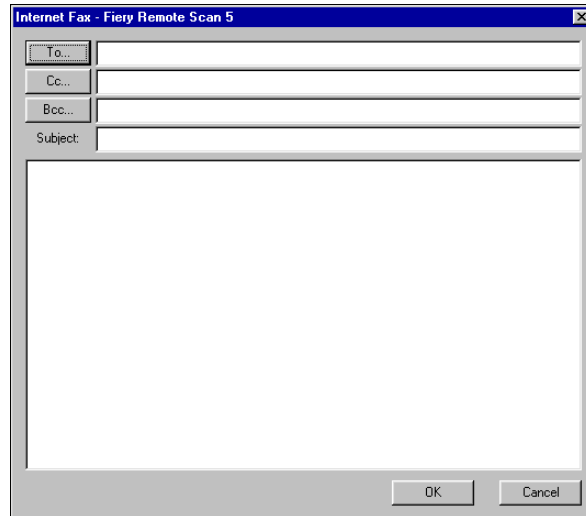 Internet Fax - Fiery Remote Scan 5
To...
Cc...
Bcc...
Subject:
OK Cancel